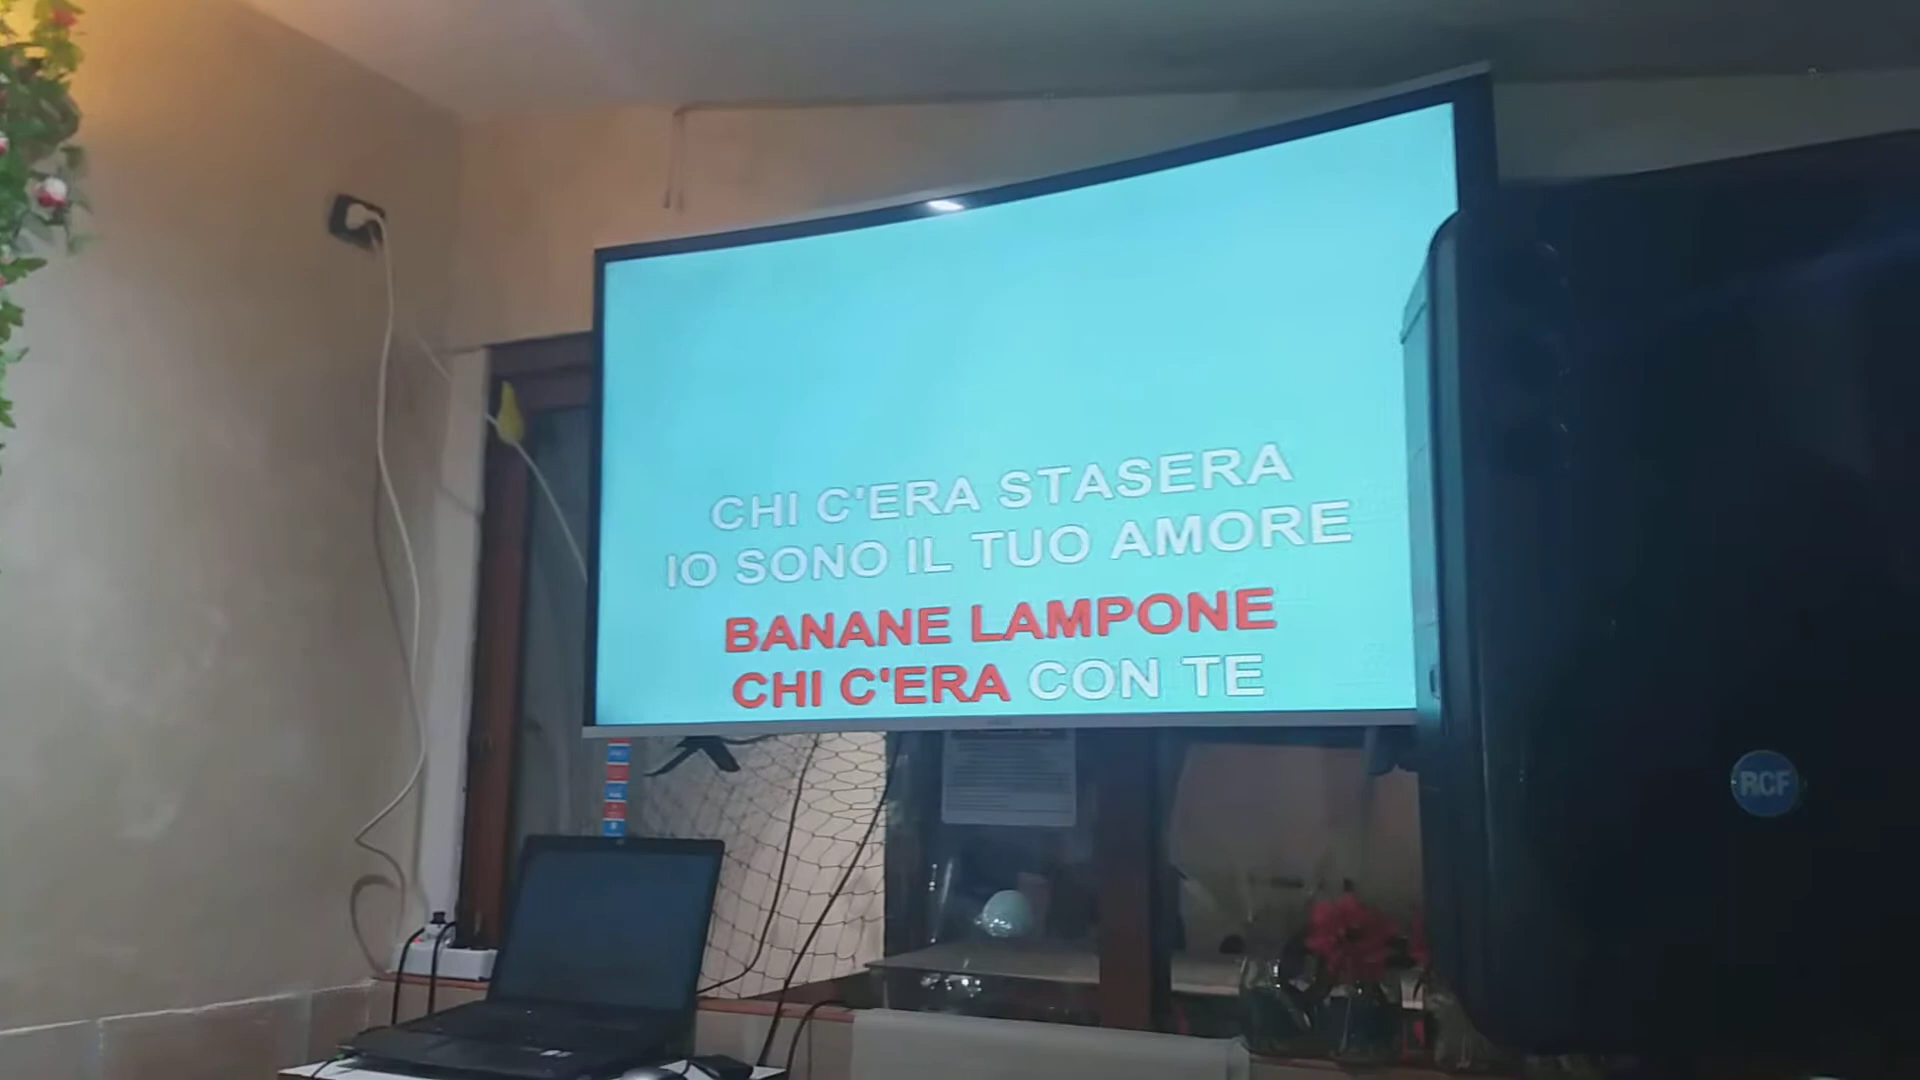 CHI C'ERA STASERA
IO SONO IL TUO AMORE
BANANE LAMPONE
CHI C'ERA CON TE
RCF